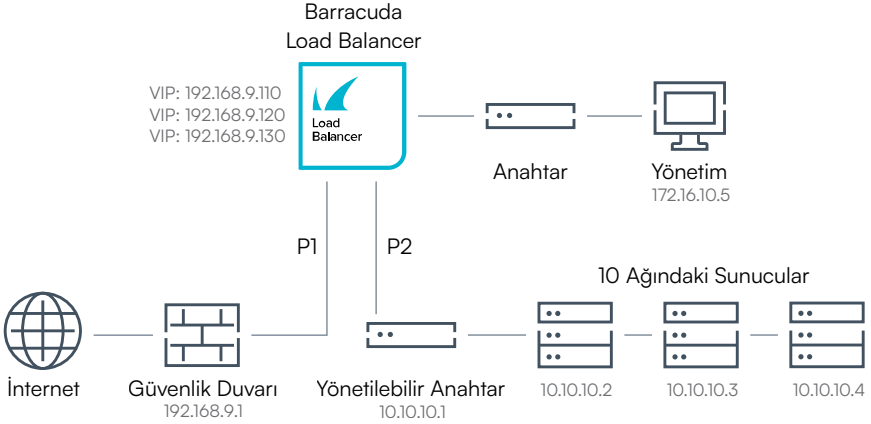 Barracuda
Load Balancer
VIP: 192.168.9.110
VIP: 192.168.9.120
VIP: 192.168.9.130
Load
Balancer
Anahtar
Yönetim
172.16.10.5
P1
P2
10 Ağındaki Sunucular
İnternet
Güvenlik Duvarı
192.168.9.1
Yönetilebilir Anahtar
10.10.10.1
10.10.10.2
10.10.10.3
10.10.10.4